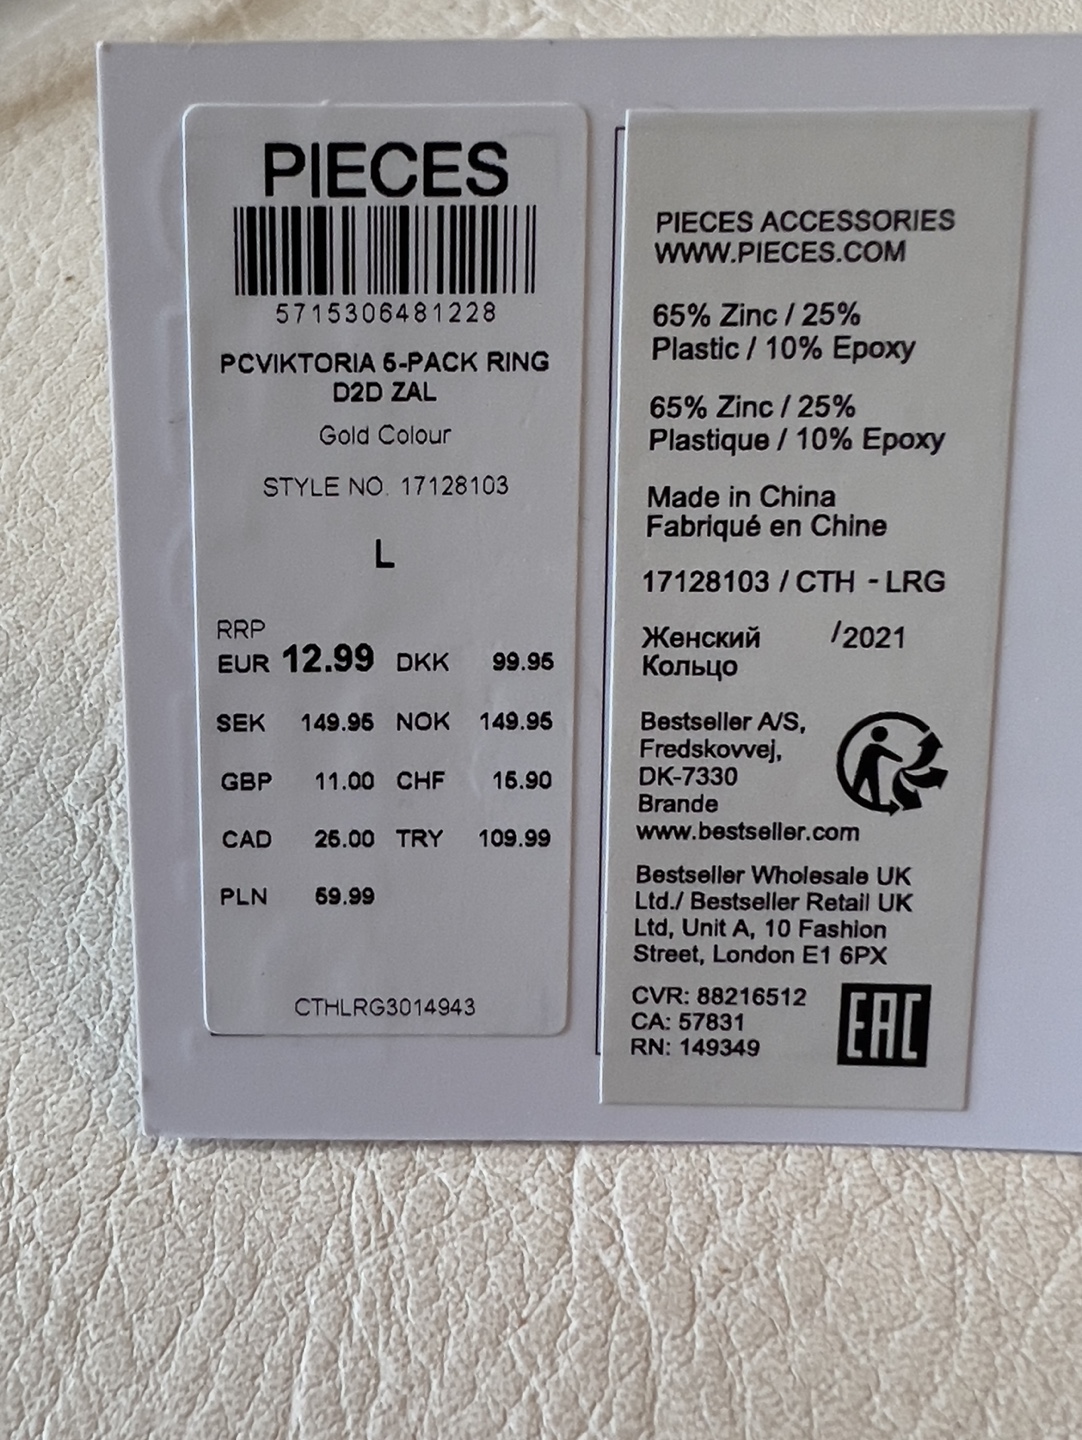 PIECES
5715306481228
PCVIKTORIA 5-PACK RING
D2D ZAL
Gold Colour
STYLE NO. 17128103
L
RRP
EUR 12.99 DKK 99.95
SEK 149.95 NOK 149.95
GBP 11.00 CHF 15.90
CAD 25.00 TRY 109.99
PLN 59.99
CTHLRG3014943
PIECES ACCESSORIES
WWW.PIECES.COM
65% Zinc / 25%
Plastic / 10% Epoxy
65% Zinc / 25%
Plastique / 10% Epoxy
Made in China
Fabriqué en Chine
17128103 / CTH - LRG
Женский /2021
Кольцо
Bestseller A/S,
Fredskovvej,
DK-7330
Brande
www.bestseller.com
Bestseller Wholesale UK
Ltd./ Bestseller Retail UK
Ltd, Unit A, 10 Fashion
Street, London E1 6PX
CVR: 88216512
CA: 57831
RN: 149349
EAC